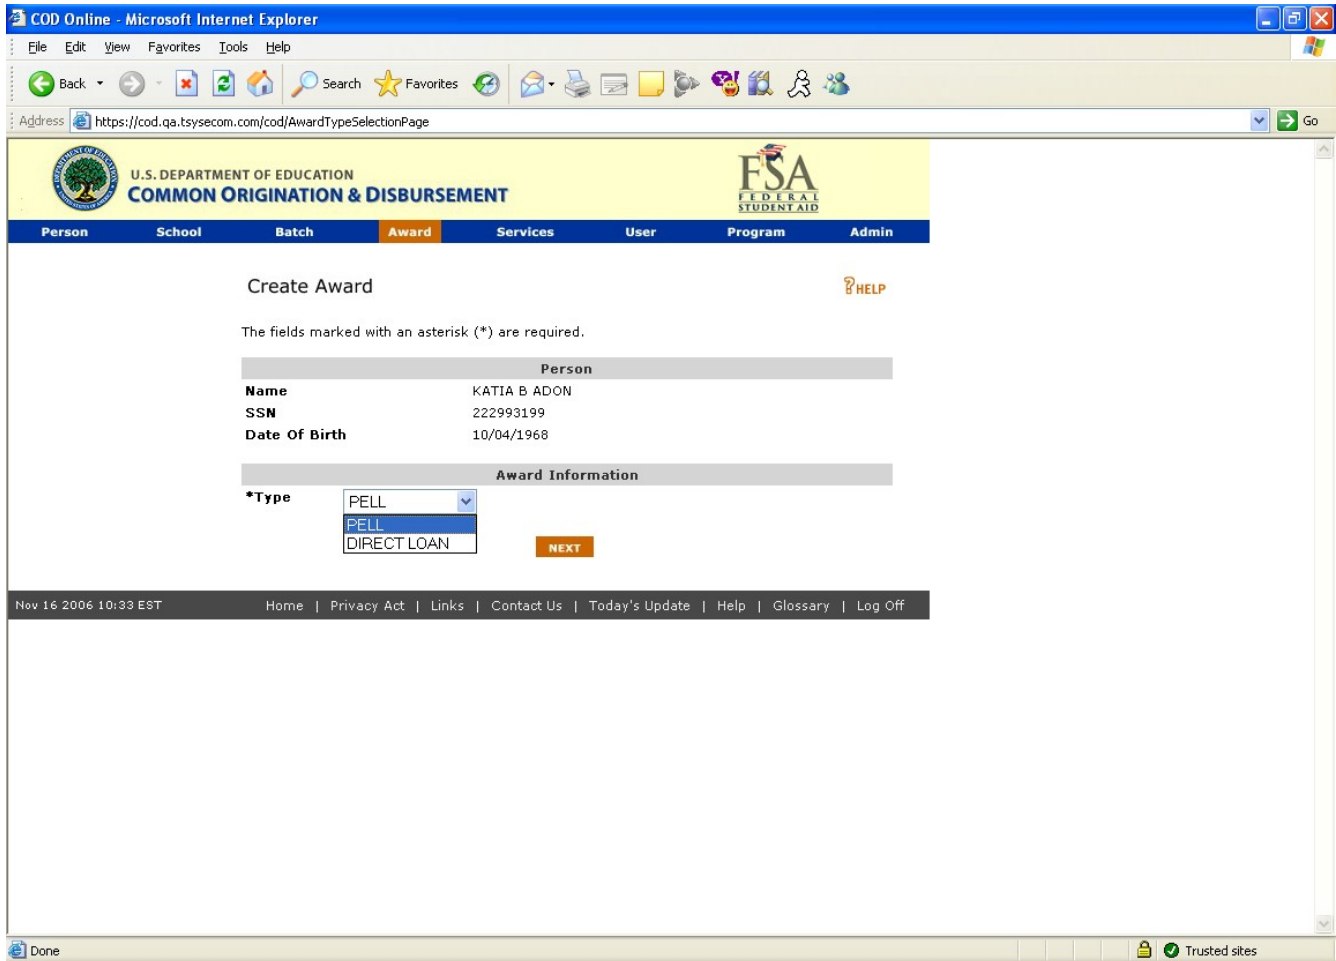 COD Online - Microsoft Internet Explorer
File Edit View Favorites Tools Help
Back Search Favorites
Address https://cod.qa.tsysecom.com/cod/AwardTypeSelectionPage Go
U.S. DEPARTMENT OF EDUCATION
COMMON ORIGINATION & DISBURSEMENT
FSA
FEDERAL
STUDENT AID
Person School Batch Award Services User Program Admin
Create Award
HELP
The fields marked with an asterisk (*) are required.
Person
Name KATIA B ADON
SSN 222993199
Date Of Birth 10/04/1968
Award Information
*Type PELL
PELL
DIRECT LOAN
NEXT
Nov 16 2006 10:33 EST Home | Privacy Act | Links | Contact Us | Today's Update | Help | Glossary | Log Off
Done Trusted sites